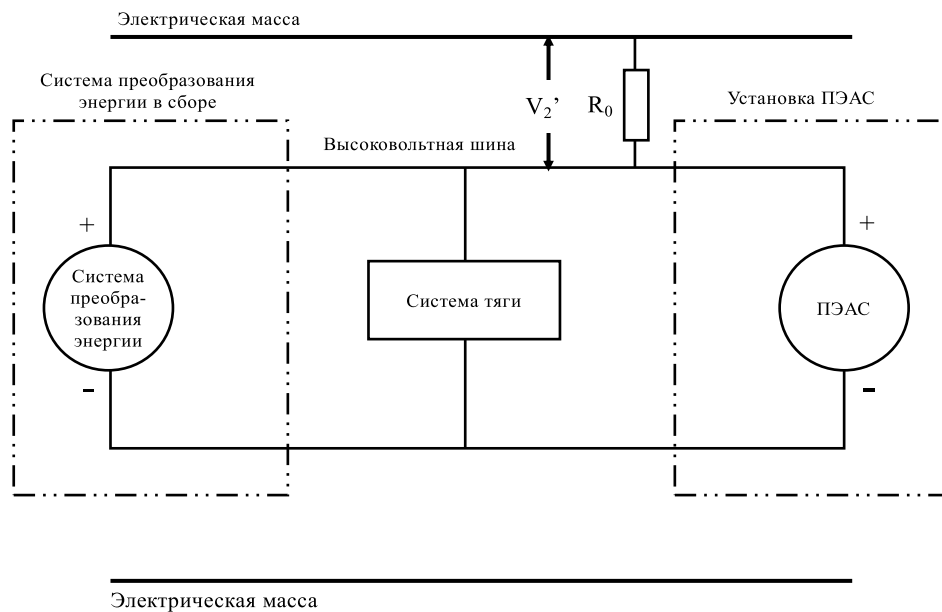 Электрическая масса
Система преобразования
энергии в сборе
V2’
R0
Установка ПЭАС
Высоковольтная шина
+
+
Система
преобра-
зования
энергии
Система тяги
ПЭАС
-
-
Электрическая масса